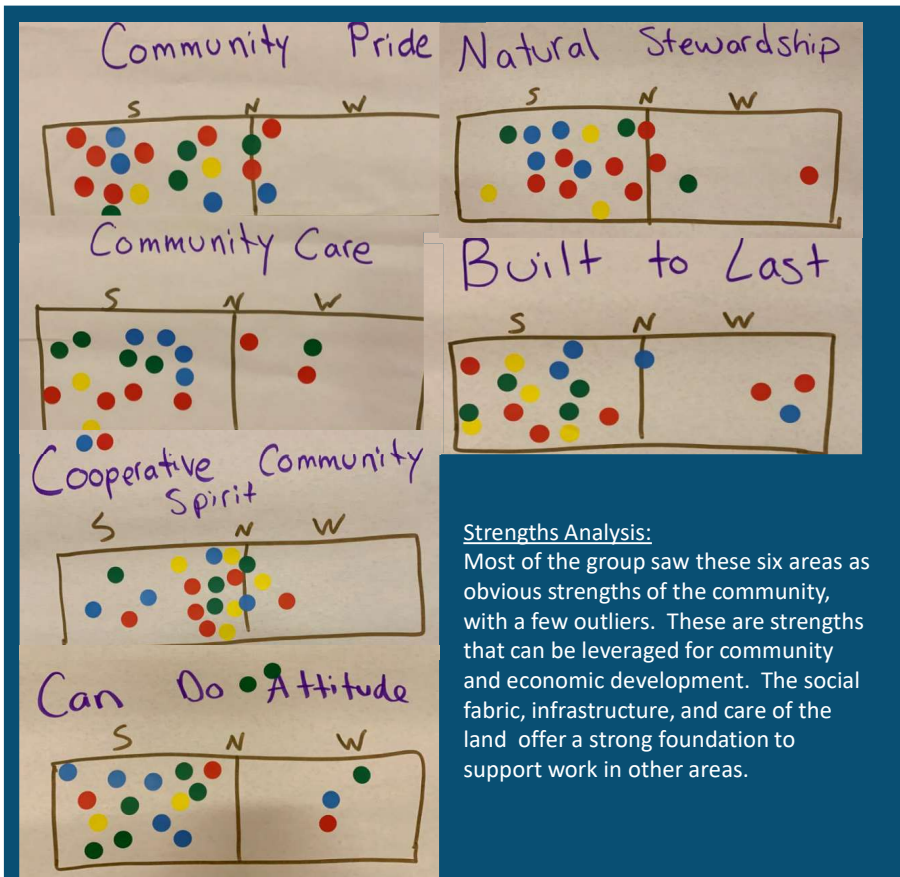 Community Pride
S N W
Natural Stewardship
S N W
Community Care
S N W
Built to Last
S N W
Cooperative Community
Spirit
S N W
Can Do Attitude
S N W
Strengths Analysis:
Most of the group saw these six areas as
obvious strengths of the community,
with a few outliers. These are strengths
that can be leveraged for community
and economic development. The social
fabric, infrastructure, and care of the
land offer a strong foundation to
support work in other areas.